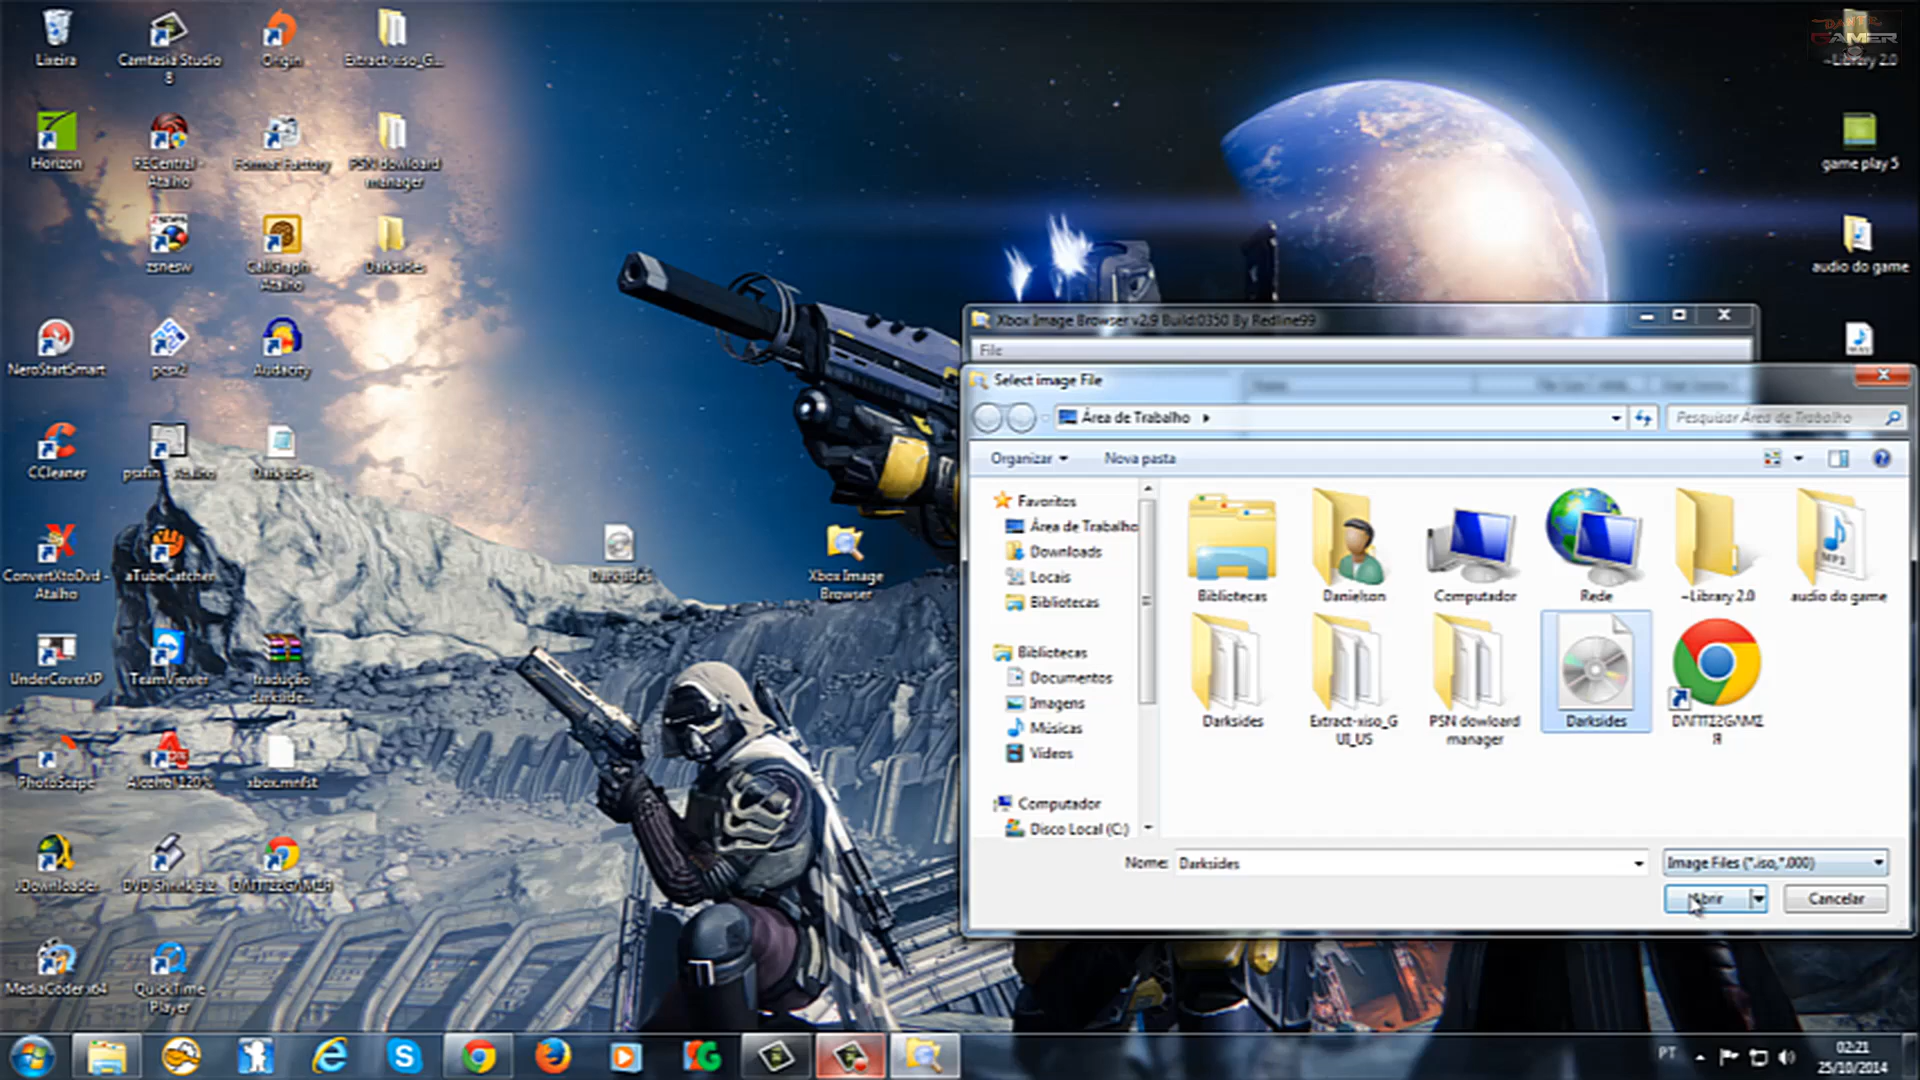 Lixeira
Camtasia Studio
8
Origin
Extract-xiso_G...
~Library 2.0
GAMER
Horizon
RECentral -
Atalho
Format Factory
PSN dowloard
manager
game play 5
zsnesw
CallGraph -
Atalho
Darksides
audio do game
NeroStartSmart
pcsx2
Audacity
CCleaner
psxfin - Atalho
Darksides
ConvertXtoDvd -
Atalho
aTubeCatcher
Darksides
Xbox Image
Browser
UnderCoverXP
TeamViewer
tradução
darkside...
PhotoScape
Alcohol 120%
xbox.mnfst
JDownloader
DVD Shrink 3.2
MediaCoder x64
QuickTime
Player
Xbox Image Browser v2.9 Build:0350 By Redline99
File
Select image File
Área de Trabalho
Pesquisar Área de Trabalho
Organizar
Nova pasta
Favoritos
Área de Trabalho
Downloads
Locais
Bibliotecas
Bibliotecas
Documentos
Imagens
Músicas
Vídeos
Computador
Disco Local (C:)
Bibliotecas
Danielson
Computador
Rede
~Library 2.0
MP3
audio do game
Darksides
Extract-xiso_G
UI_US
PSN dowloard
manager
Darksides
Nome:
Darksides
Image Files (*.iso,*.000)
Abrir
Cancelar
PT
02:21
25/10/2014